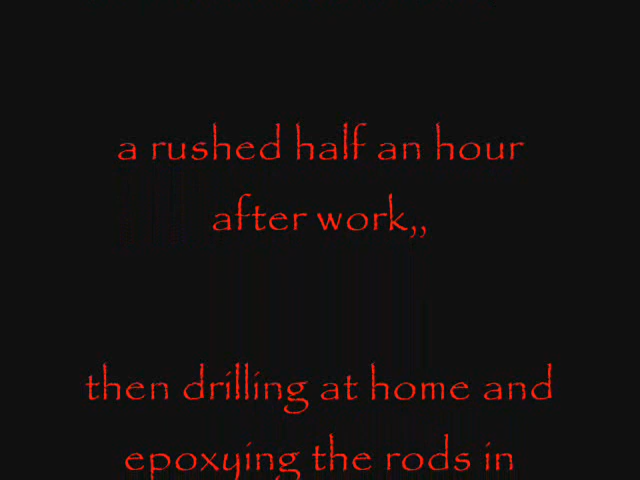 a rushed half an hour
after work,,
then drilling at home and
epoxying the rods in